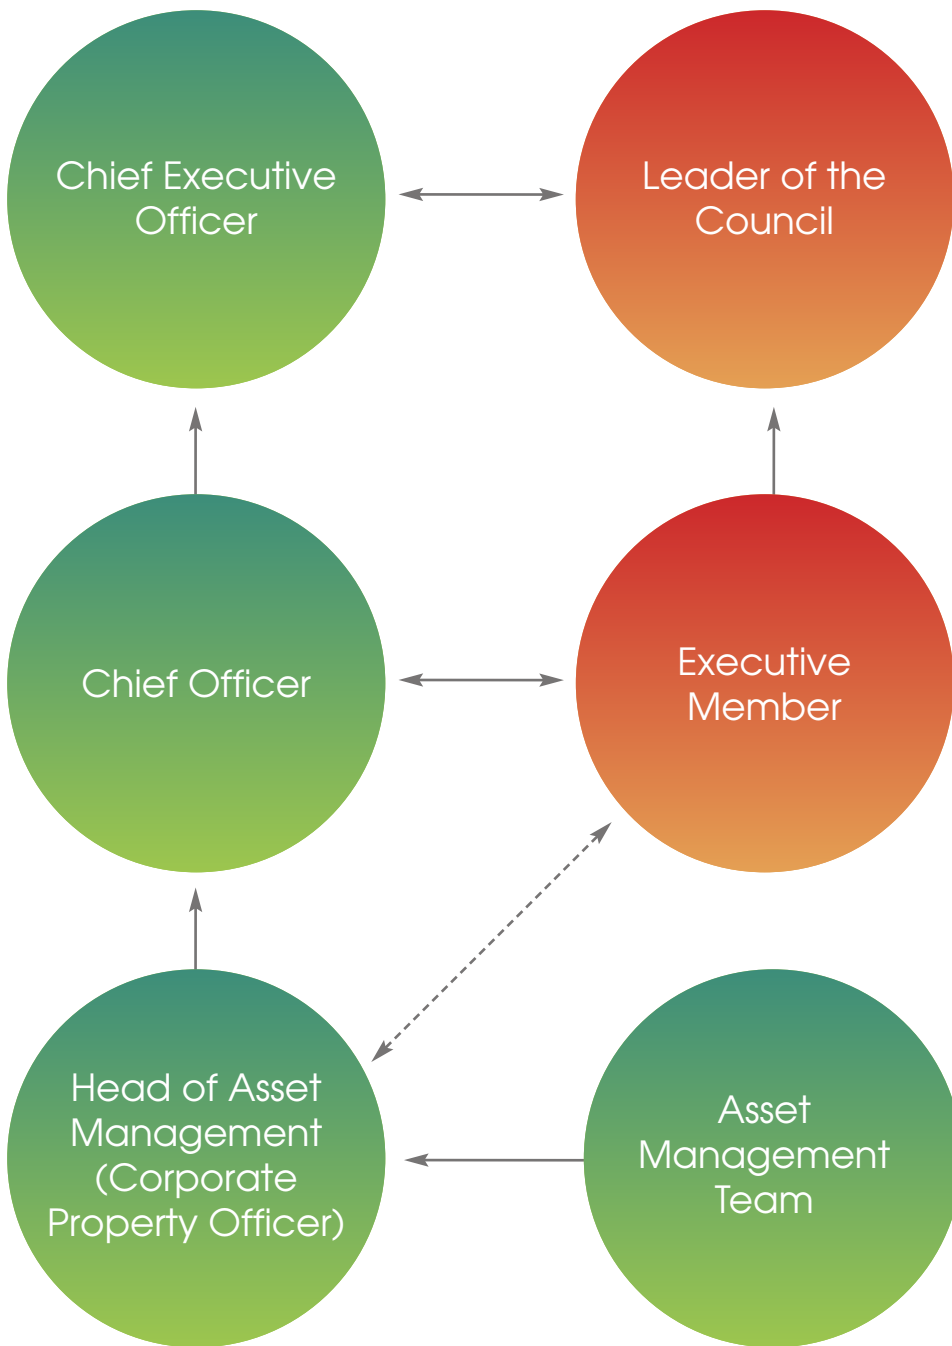 Chief Executive
Officer
Leader of the
Council
Chief Officer
Executive
Member
Head of Asset
Management
(Corporate
Property Officer)
Asset
Management
Team